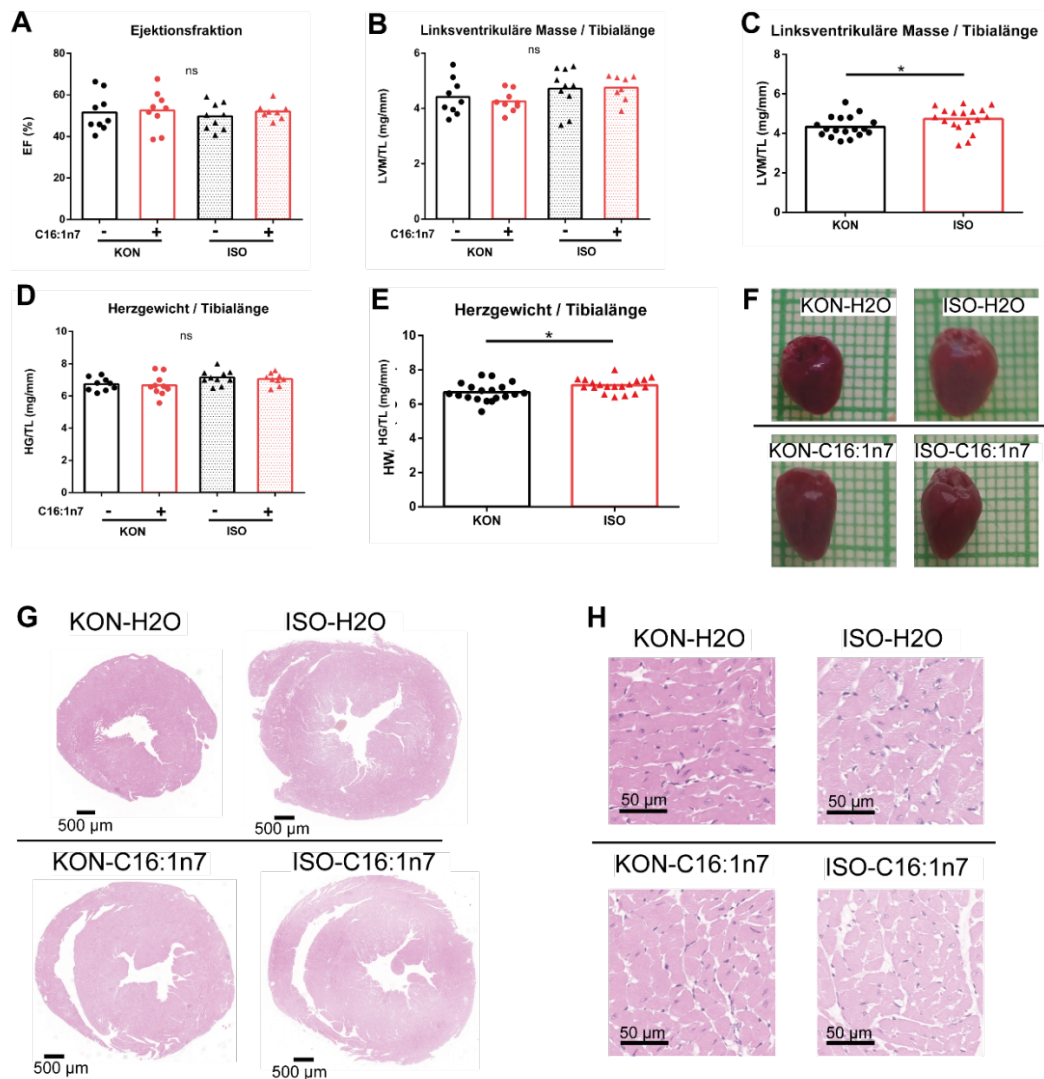 A
Ejektionsfraktion
ns
EF (%)
80
60
40
20
0
C16:1n7
- + - +
KON ISO
B
Linksventrikuläre Masse / Tibialänge
ns
LVM/TL (mg/mm)
6
4
2
0
C16:1n7
- + - +
KON ISO
C
Linksventrikuläre Masse / Tibialänge
*
LVM/TL (mg/mm)
8
6
4
2
0
KON ISO
D
Herzgewicht / Tibialänge
ns
HG/TL (mg/mm)
10
8
6
4
2
0
C16:1n7
- + - +
KON ISO
E
Herzgewicht / Tibialänge
*
HW, HG/TL (mg/mm)
10
8
6
4
2
0
KON ISO
F
KON-H2O ISO-H2O
KON-C16:1n7 ISO-C16:1n7
G
KON-H2O ISO-H2O
500 µm 500 µm
KON-C16:1n7 ISO-C16:1n7
500 µm 500 µm
H
KON-H2O ISO-H2O
50 µm 50 µm
KON-C16:1n7 ISO-C16:1n7
50 µm 50 µm